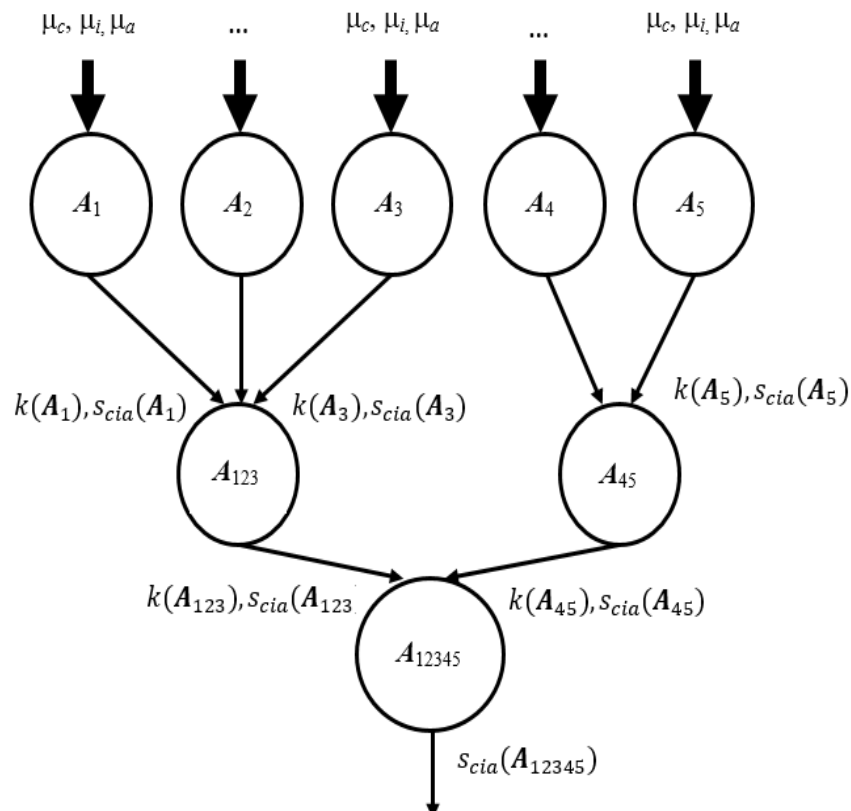 μc, μi, μa ... μc, μi, μa ... μc, μi, μa
A1 A2 A3 A4 A5
k(A1), scia(A1) k(A3), scia(A3) k(A5), scia(A5)
A123 A45
k(A123), scia(A123 k(A45), scia(A45)
A12345
scia(A12345)